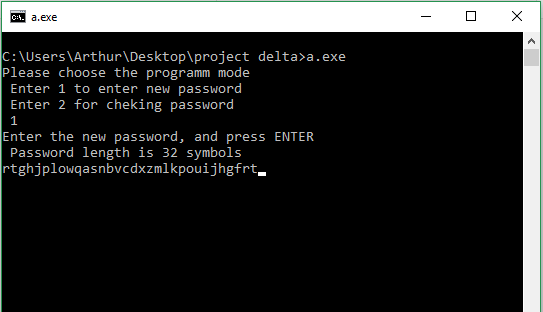 a.exe
C:\Users\Arthur\Desktop\project delta>a.exe
Please choose the programm mode
Enter 1 to enter new password
Enter 2 for cheking password
1
Enter the new password, and press ENTER
Password length is 32 symbols
rtghjplowqasnbvcdxzmlkpouijhgfrt